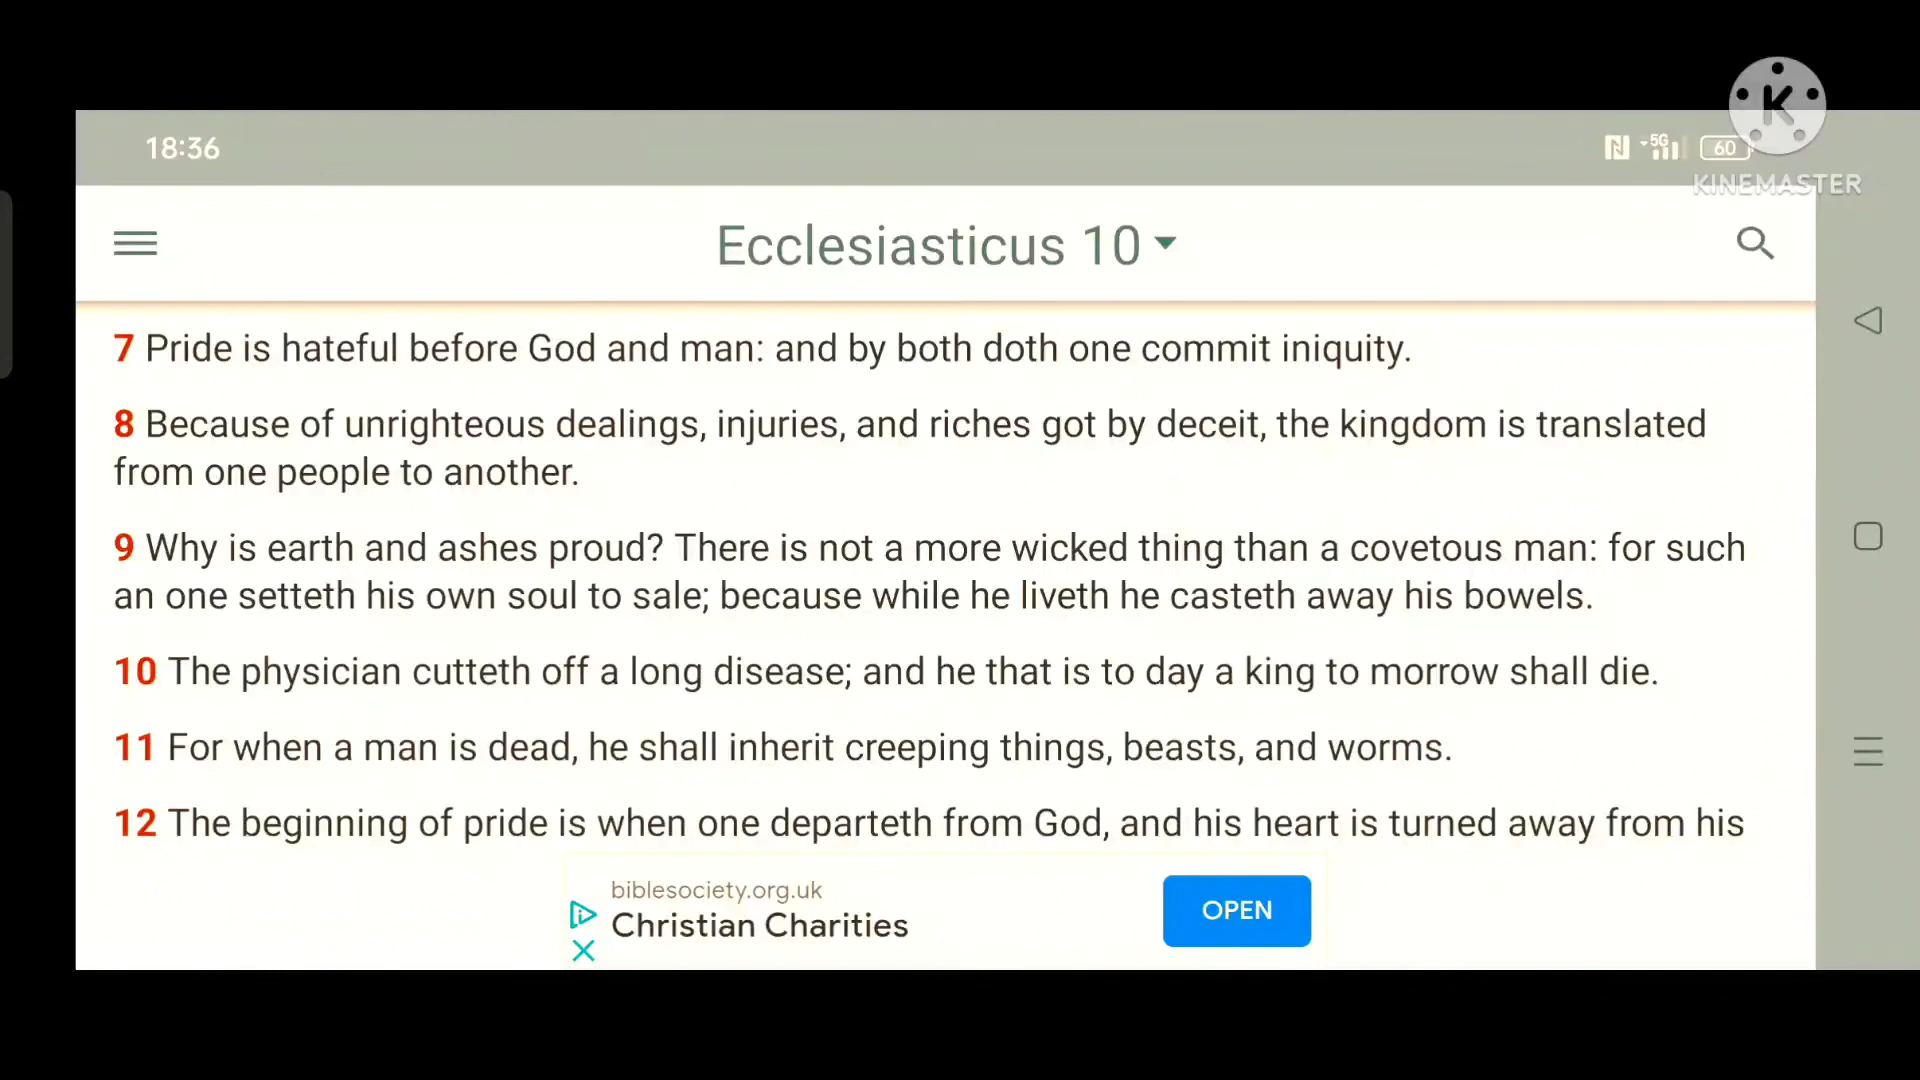 18:36
5G
60
K
KINEMASTER
Ecclesiasticus 10
7 Pride is hateful before God and man: and by both doth one commit iniquity.
8 Because of unrighteous dealings, injuries, and riches got by deceit, the kingdom is translated
from one people to another.
9 Why is earth and ashes proud? There is not a more wicked thing than a covetous man: for such
an one setteth his own soul to sale; because while he liveth he casteth away his bowels.
10 The physician cutteth off a long disease; and he that is to day a king to morrow shall die.
11 For when a man is dead, he shall inherit creeping things, beasts, and worms.
12 The beginning of pride is when one departeth from God, and his heart is turned away from his
biblesociety.org.uk
Christian Charities
OPEN